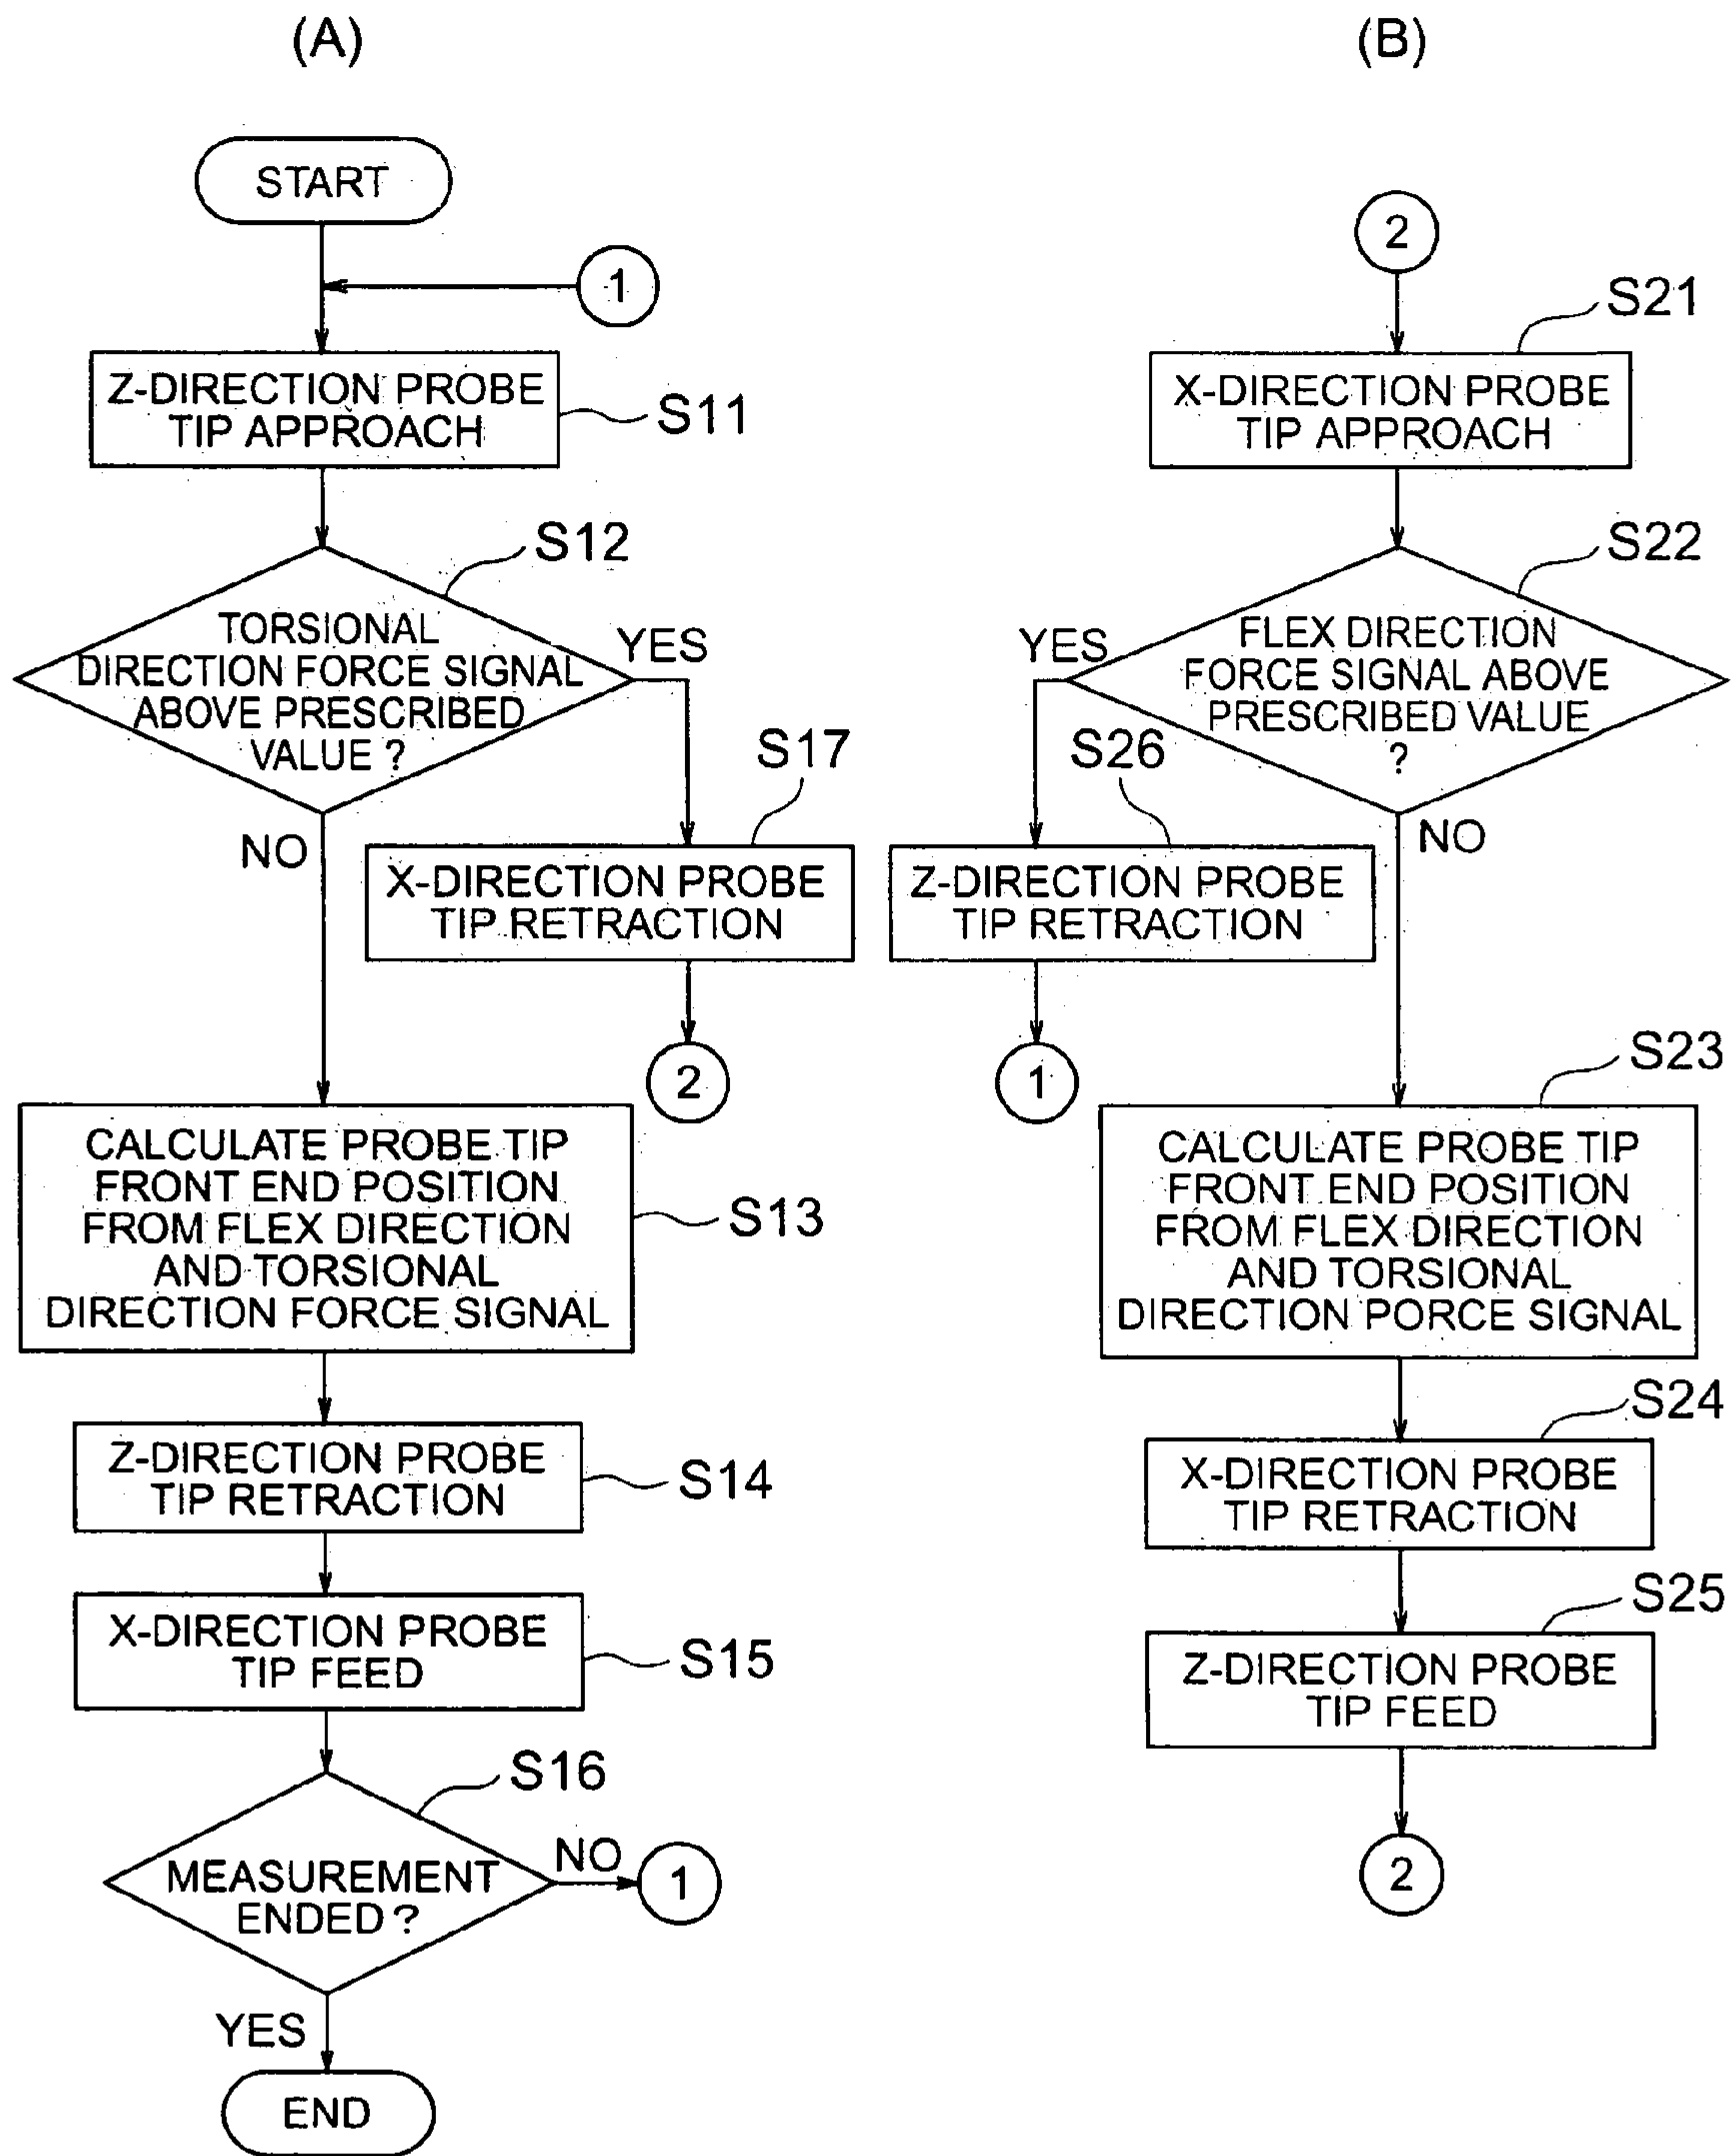 (A)
START
1
Z-DIRECTION PROBE
TIP APPROACH
S11
S12
TORSIONAL
DIRECTION FORCE SIGNAL
ABOVE PRESCRIBED
VALUE ?
YES
NO
S17
X-DIRECTION PROBE
TIP RETRACTION
2
CALCULATE PROBE TIP
FRONT END POSITION
FROM FLEX DIRECTION
AND TORSIONAL
DIRECTION FORCE SIGNAL
S13
Z-DIRECTION PROBE
TIP RETRACTION
S14
X-DIRECTION PROBE
TIP FEED
S15
S16
MEASUREMENT
ENDED ?
NO
1
YES
END
(B)
2
S21
X-DIRECTION PROBE
TIP APPROACH
S22
FLEX DIRECTION
FORCE SIGNAL ABOVE
PRESCRIBED VALUE
?
YES
NO
S26
Z-DIRECTION PROBE
TIP RETRACTION
1
S23
CALCULATE PROBE TIP
FRONT END POSITION
FROM FLEX DIRECTION
AND TORSIONAL
DIRECTION PORCE SIGNAL
S24
X-DIRECTION PROBE
TIP RETRACTION
S25
Z-DIRECTION PROBE
TIP FEED
2